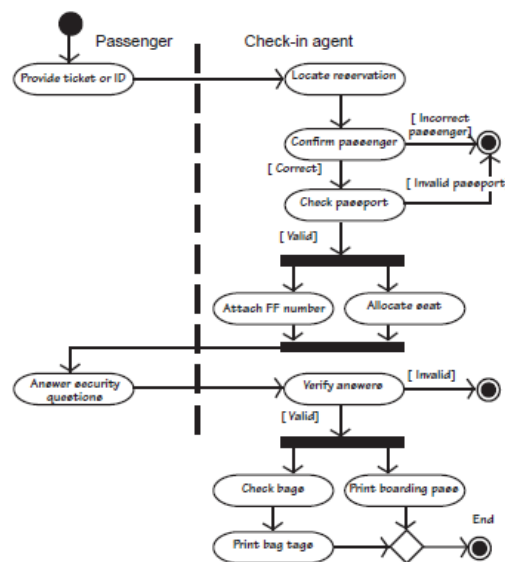 Passenger
Check-in agent
Provide ticket or ID
Locate reservation
[ Incorrect
passenger]
Confirm passenger
[ Correct]
[ Invalid passport
Check passport
[ Valid]
Attach FF number
Allocate seat
Answer security
questions
Verify answers
[ Invalid]
[ Valid]
Check bags
Print boarding pass
End
Print bag tags